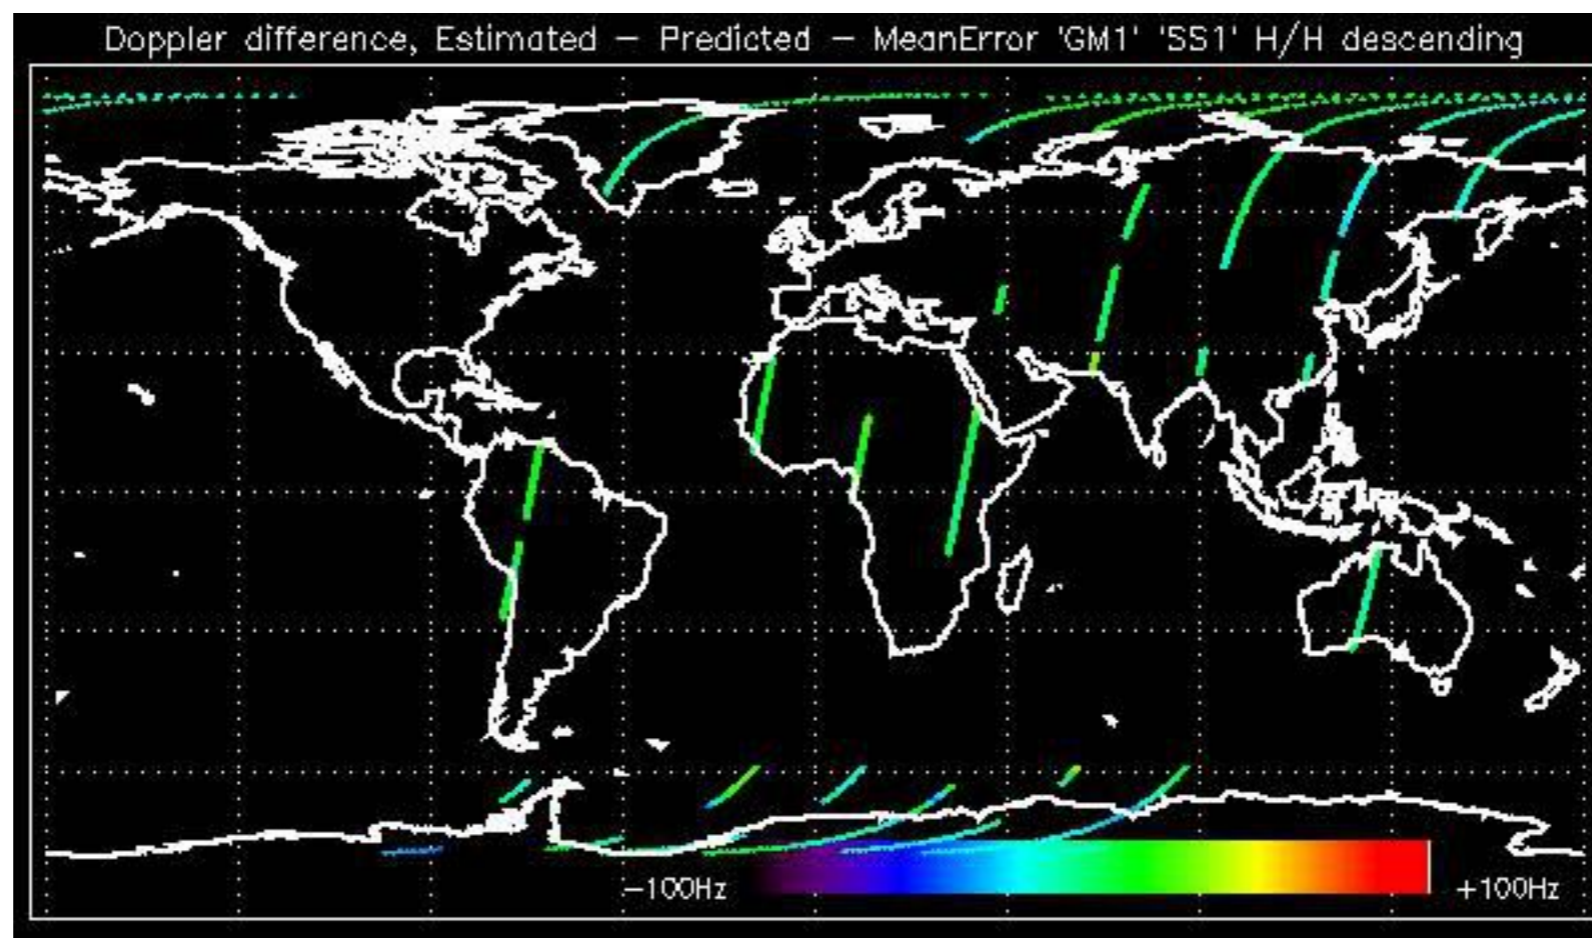 Doppler difference, Estimated – Predicted – MeanError 'GM1' 'SS1' H/H descending
–100Hz
+100Hz